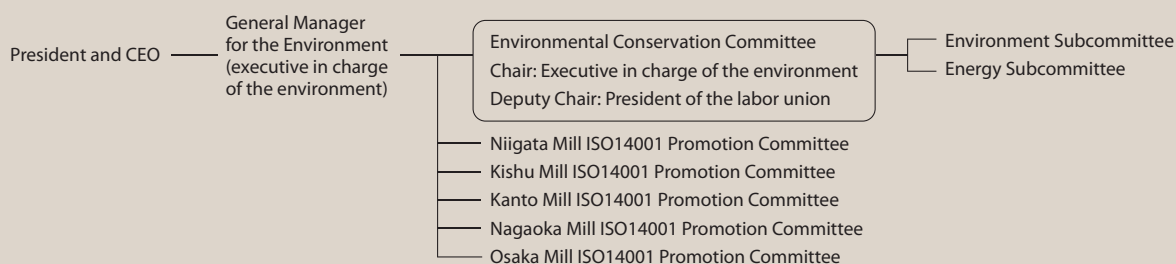 President and CEO
General Manager
for the Environment
(executive in charge
of the environment)
Environmental Conservation Committee
Chair: Executive in charge of the environment
Deputy Chair: President of the labor union
Environment Subcommittee
Energy Subcommittee
Niigata Mill ISO14001 Promotion Committee
Kishu Mill ISO14001 Promotion Committee
Kanto Mill ISO14001 Promotion Committee
Nagaoka Mill ISO14001 Promotion Committee
Osaka Mill ISO14001 Promotion Committee